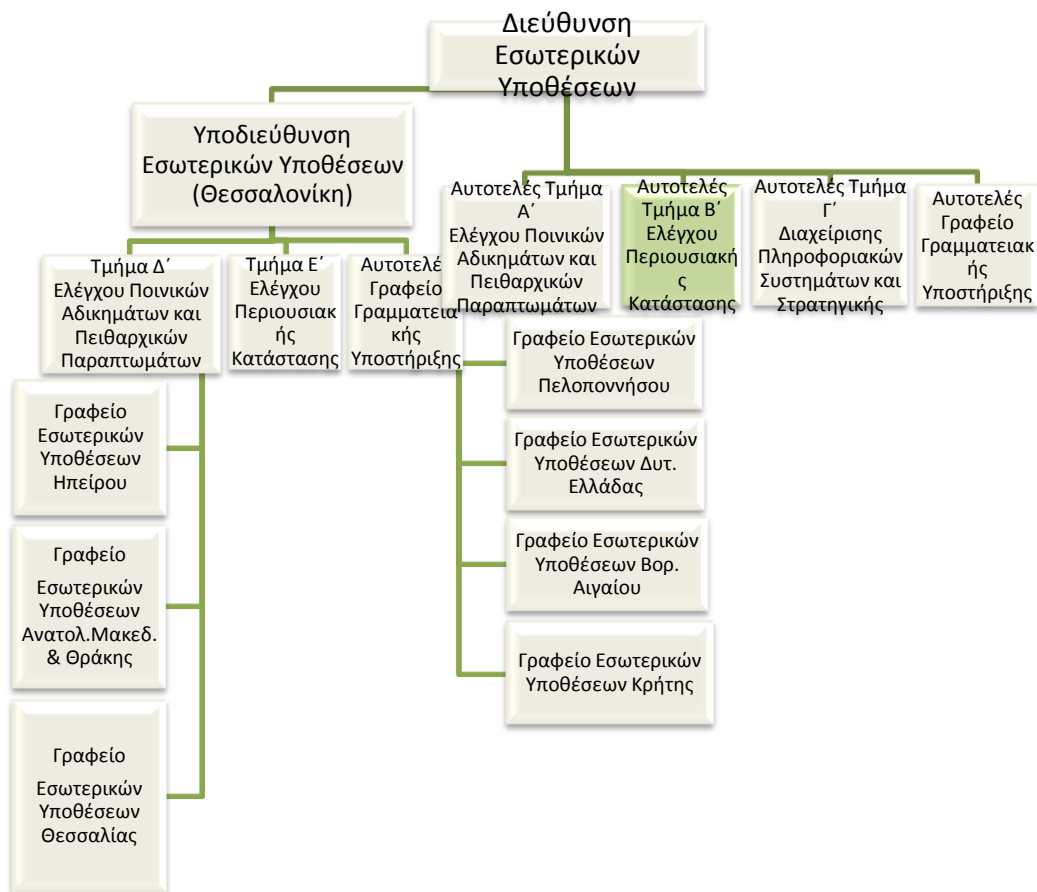 Διεύθυνση
Εσωτερικών
Υποθέσεων
Υποδιεύθυνση
Εσωτερικών Υποθέσεων
(Θεσσαλονίκη)
Τμήμα Δ΄
Ελέγχου Ποινικών
Αδικημάτων και
Πειθαρχικών
Παραπτωμάτων
Γραφείο
Εσωτερικών
Υποθέσεων
Ηπείρου
Γραφείο
Εσωτερικών
Υποθέσεων
Ανατολ.Μακεδ.
& Θράκης
Γραφείο
Εσωτερικών
Υποθέσεων
Θεσσαλίας
Τμήμα Ε΄
Ελέγχου
Περιουσιακ
ής
Κατάστασης
Αυτοτελέ
Γραφείο
Γραμματεια
κής
Υποστήριξης
Αυτοτελές Τμήμα
Α΄
Ελέγχου Ποινικών
Αδικημάτων και
Πειθαρχικών
Παραπτωμάτων
Γραφείο Εσωτερικών
Υποθέσεων
Πελοποννήσου
Γραφείο Εσωτερικών
Υποθέσεων Δυτ.
Ελλάδας
Γραφείο Εσωτερικών
Υποθέσεων Βορ.
Αιγαίου
Γραφείο Εσωτερικών
Υποθέσεων Κρήτης
Αυτοτελές
Τμήμα Β΄
Ελέγχου
Περιουσιακή
ς
Κατάστασης
Αυτοτελές Τμήμα
Γ΄
Διαχείρισης
Πληροφοριακών
Συστημάτων και
Στρατηγικής
Αυτοτελές
Γραφείο
Γραμματειακ
ής
Υποστήριξης